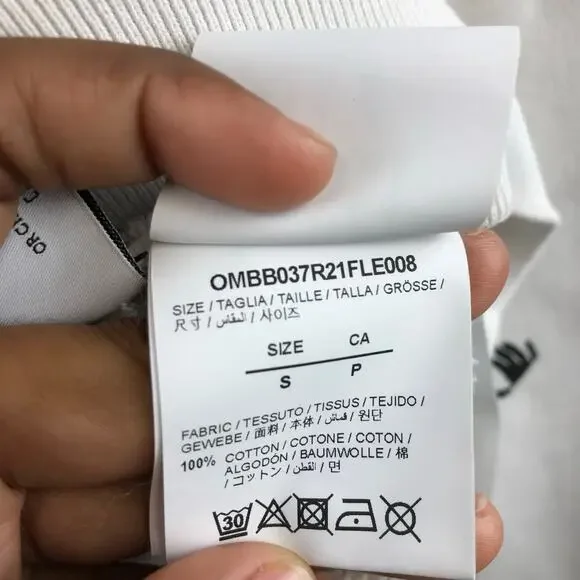 OR CA
OMBB037R21FLE008
SIZE / TAGLIA / TAILLE / TALLA / GRÖSSE /
尺寸 / المقاس / 사이즈
SIZE CA
S P
FABRIC / TESSUTO / TISSUS / TEJIDO /
GEWEBE / 面料 / 本体 / قماش / 원단
100% COTTON / COTONE / COTON /
ALGODÓN / BAUMWOLLE / 棉
/ コットン / القطن / 면
30